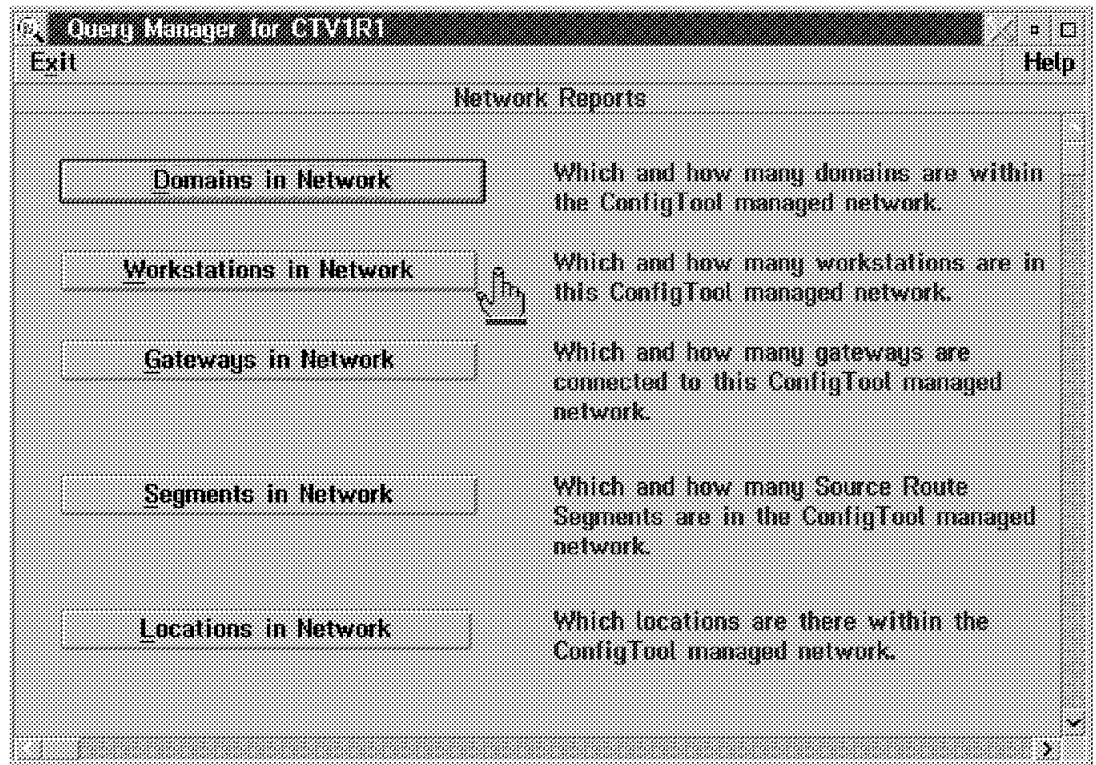 Query Manager for CTV1R1
Exit
Help
Network Reports
Domains in Network
Which and how many domains are within
the ConfigTool managed network.
Workstations in Network
Which and how many workstations are in
this ConfigTool managed network.
Gateways in Network
Which and how many gateways are
connected to this ConfigTool managed
network.
Segments in Network
Which and how many Source Route
Segments are in the ConfigTool managed
network.
Locations in Network
Which locations are there within the
ConfigTool managed network.